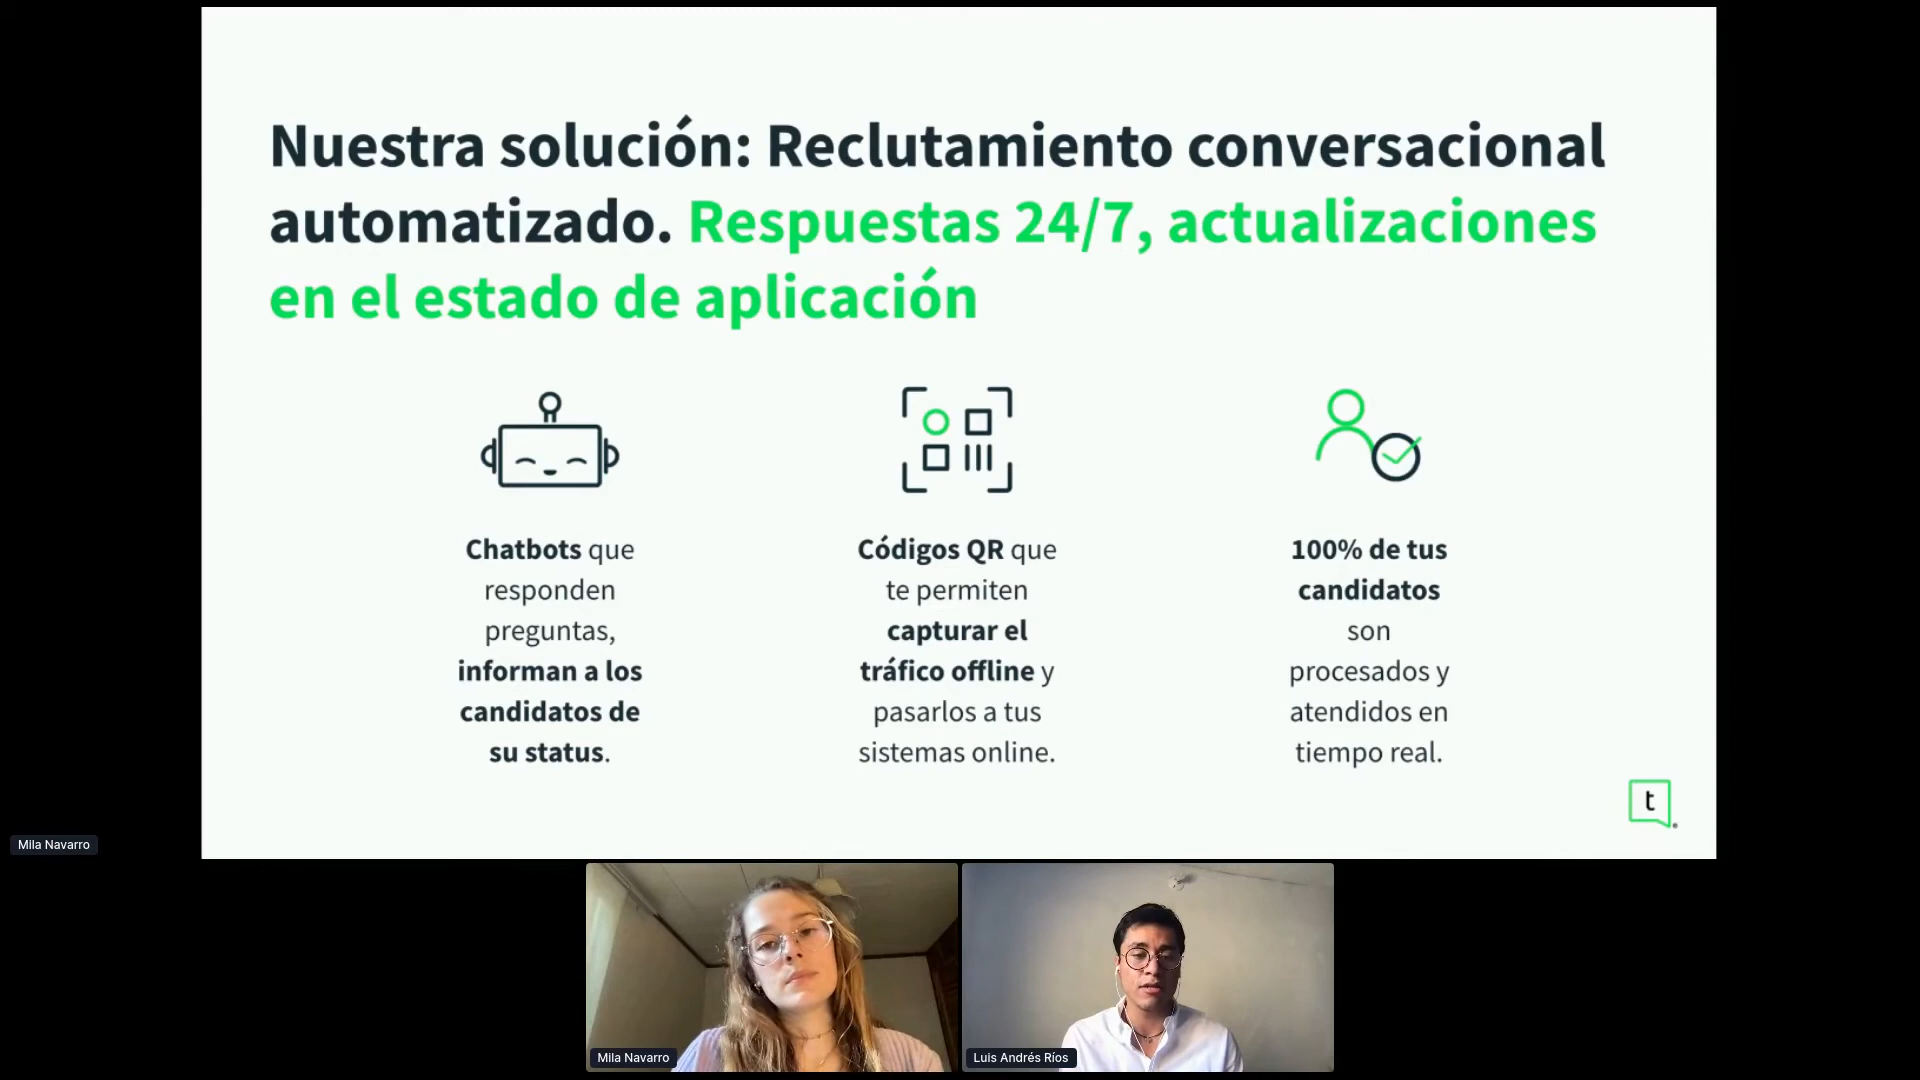 Nuestra solución: Reclutamiento conversacional
automatizado. Respuestas 24/7, actualizaciones
en el estado de aplicación
Chatbots que
responden
preguntas,
informan a los
candidatos de
su status.
Códigos QR que
te permiten
capturar el
tráfico offline y
pasarlos a tus
sistemas online.
100% de tus
candidatos
son
procesados y
atendidos en
tiempo real.
t
Mila Navarro
Mila Navarro
Luis Andrés Ríos